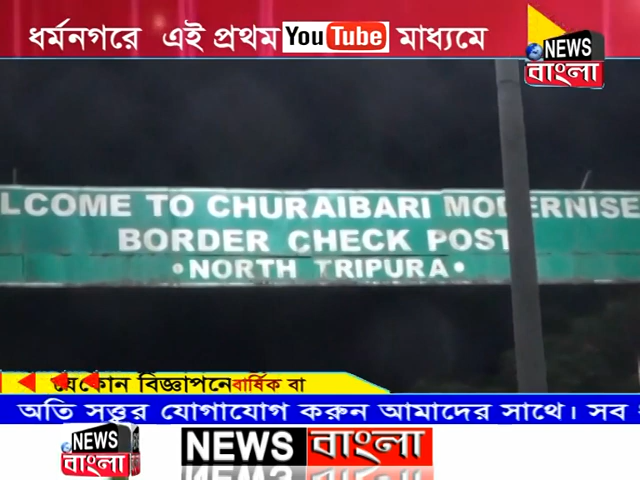 ধর্মনগরে এই প্রথম YouTube মাধ্যমে
NEWS
বাংলা
LCOME TO CHURAIBARI MODERNISE
BORDER CHECK POST
•NORTH TRIPURA•
যেকোন বিজ্ঞাপনে বার্ষিক বা
অতি সত্ত্বর যোগাযোগ করুন আমাদের সাথে। সব
NEWS
বাংলা
NEWS বাংলা